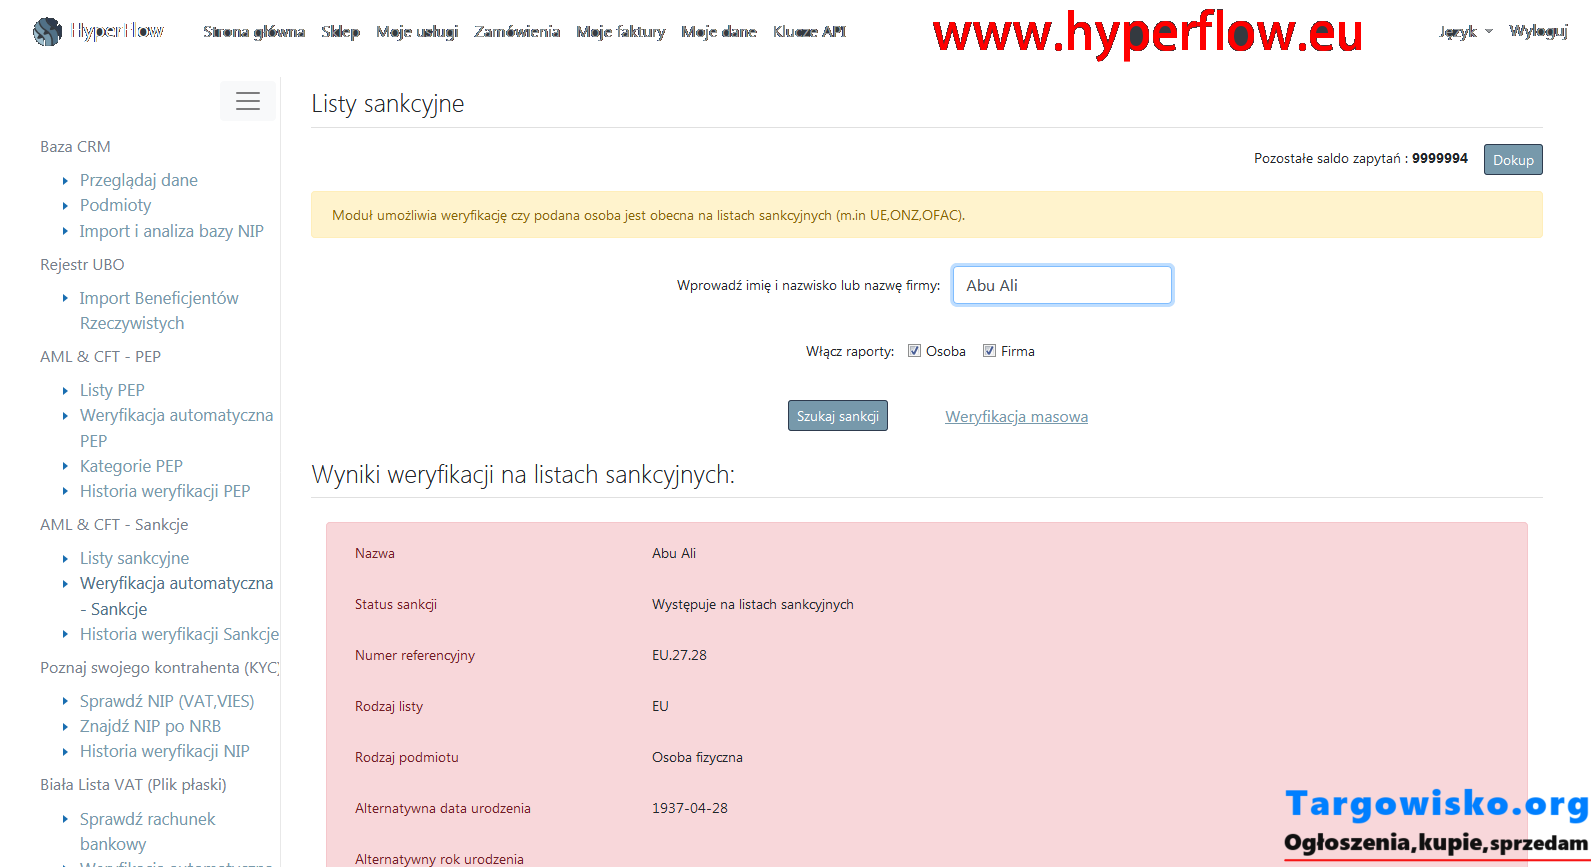 HyperFlow Strona główna Sklep Moje usługi Zamówienia Moje faktury Moje dane Klucze API www.hyperflow.eu Język Wyloguj
Listy sankcyjne
Pozostałe saldo zapytań : 9999994 Dokup
Moduł umożliwia weryfikację czy podana osoba jest obecna na listach sankcyjnych (m.in UE,ONZ,OFAC).
Wprowadź imię i nazwisko lub nazwę firmy: Abu Ali
Włącz raporty: Osoba Firma
Szukaj sankcji Weryfikacja masowa
Wyniki weryfikacji na listach sankcyjnych:
Nazwa Abu Ali
Status sankcji Występuje na listach sankcyjnych
Numer referencyjny EU.27.28
Rodzaj listy EU
Rodzaj podmiotu Osoba fizyczna
Alternatywna data urodzenia 1937-04-28
Alternatywny rok urodzenia
Baza CRM
Przeglądaj dane
Podmioty
Import i analiza bazy NIP
Rejestr UBO
Import Beneficjentów
Rzeczywistych
AML & CFT - PEP
Listy PEP
Weryfikacja automatyczna
PEP
Kategorie PEP
Historia weryfikacji PEP
AML & CFT - Sankcje
Listy sankcyjne
Weryfikacja automatyczna
- Sankcje
Historia weryfikacji Sankcje
Poznaj swojego kontrahenta (KYC)
Sprawdź NIP (VAT,VIES)
Znajdź NIP po NRB
Historia weryfikacji NIP
Biała Lista VAT (Plik płaski)
Sprawdź rachunek
bankowy
Weryfikacja automatyczna
Targowisko.org
Ogłoszenia,kupie,sprzedam